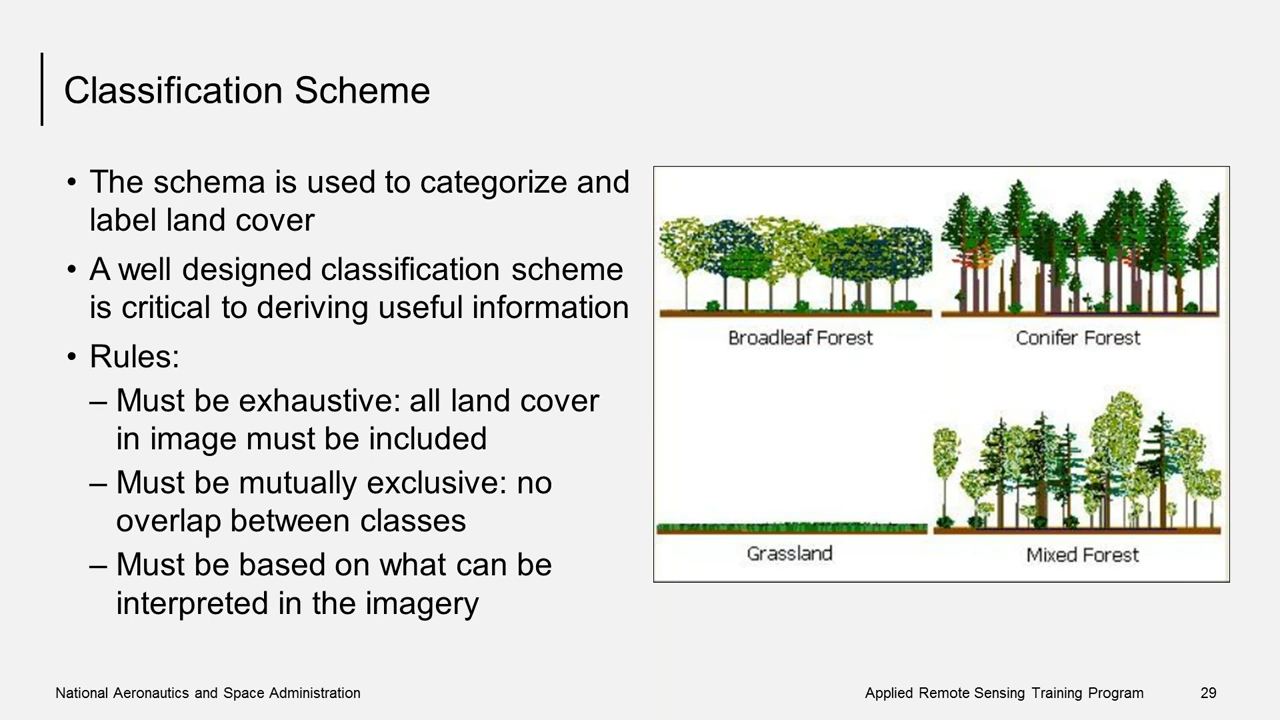 Classification Scheme
• The schema is used to categorize and
label land cover
• A well designed classification scheme
is critical to deriving useful information
• Rules:
– Must be exhaustive: all land cover
in image must be included
– Must be mutually exclusive: no
overlap between classes
– Must be based on what can be
interpreted in the imagery
Broadleaf Forest
Conifer Forest
Grassland
Mixed Forest
National Aeronautics and Space Administration
Applied Remote Sensing Training Program
29